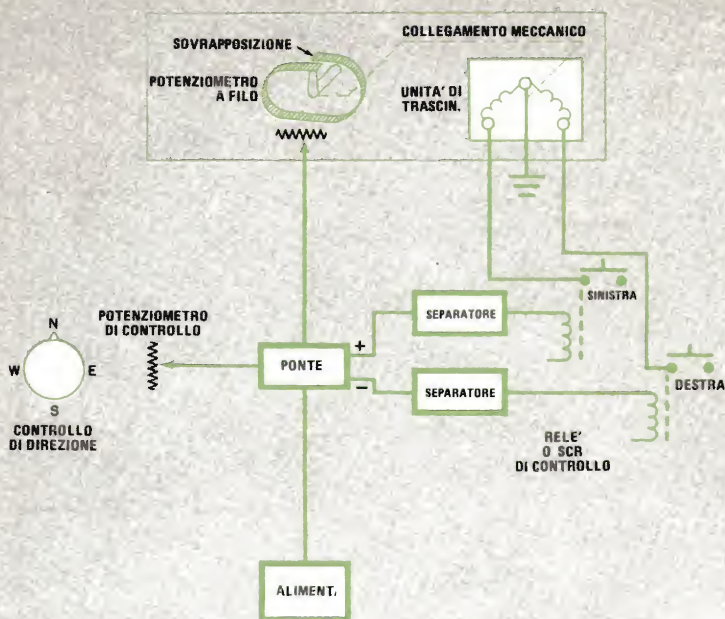 SOVRAPPOSIZIONE
COLLEGAMENTO MECCANICO
POTENZIOMETRO
A FILO
UNITA' DI
TRASCIN.
SINISTRA
DESTRA
SEPARATORE
SEPARATORE
+
−
PONTE
POTENZIOMETRO
DI CONTROLLO
N
W
E
S
CONTROLLO
DI DIREZIONE
RELE'
O SCR
DI CONTROLLO
ALIMENT.